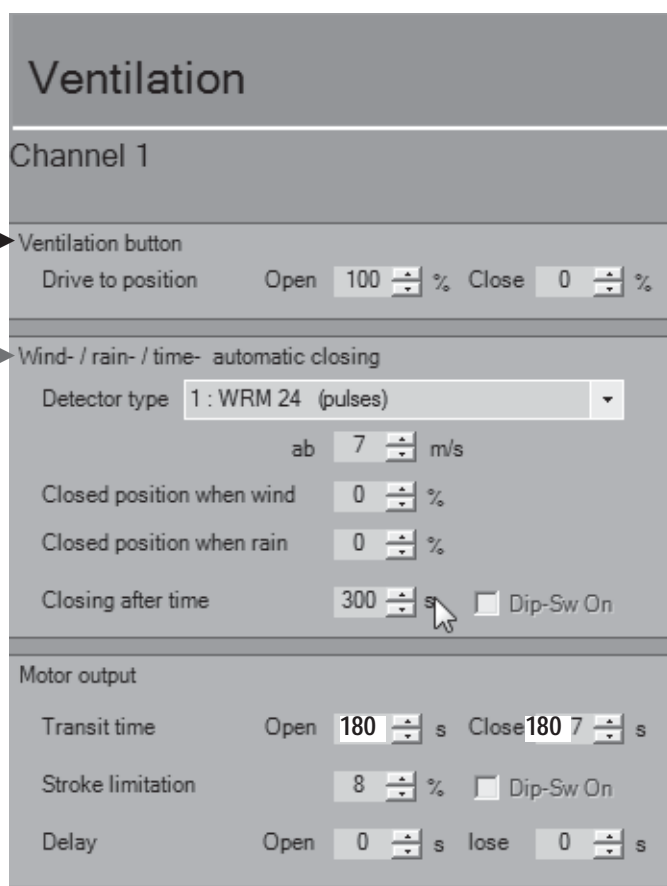 Ventilation
Channel 1
Ventilation button
Drive to position Open 100 % Close 0 %
Wind- / rain- / time- automatic closing
Detector type 1 : WRM 24 (pulses)
ab 7 m/s
Closed position when wind 0 %
Closed position when rain 0 %
Closing after time 300 s Dip-Sw On
Motor output
Transit time Open 180 s Close 180 7 s
Stroke limitation 8 % Dip-Sw On
Delay Open 0 s lose 0 s